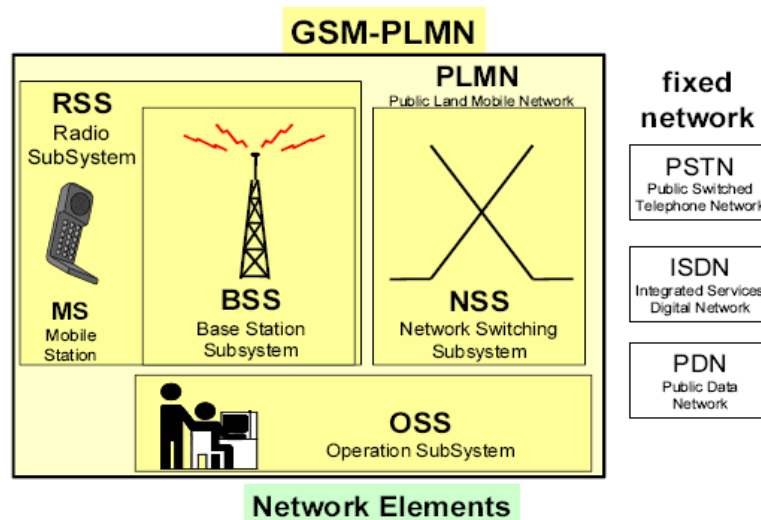 GSM-PLMN
RSS
Radio
SubSystem
MS
Mobile
Station
BSS
Base Station
Subsystem
PLMN
Public Land Mobile Network
NSS
Network Switching
Subsystem
OSS
Operation SubSystem
fixed
network
PSTN
Public Switched
Telephone Network
ISDN
Integrated Services
Digital Network
PDN
Public Data
Network
Network Elements